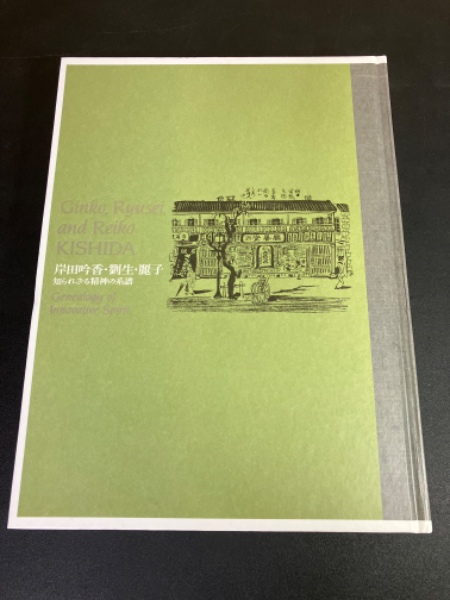 Ginko, Ryusei,
and Reiko
KISHIDA
岸田吟香・劉生・麗子
知られざる精神の系譜
Genealogy of
Innovative Spirit